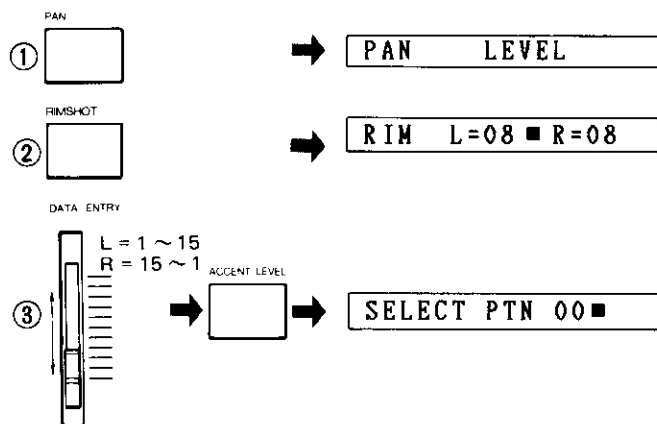 PAN
① PAN LEVEL
RIMSHOT
② RIM L=08 ■ R=08
DATA ENTRY
L = 1 ~ 15
R = 15 ~ 1
ACCENT LEVEL
③ SELECT PTN 00 ■